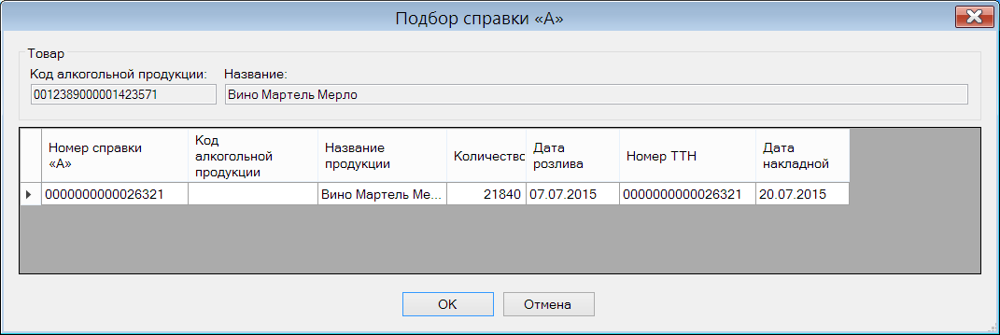 Подбор справки «А»
Товар
Код алкогольной продукции: Название:
0012389000001423571 Вино Мартель Мерло
Номер справки «А» Код алкогольной продукции Название продукции Количество Дата розлива Номер ТТН Дата накладной
0000000000026321 Вино Мартель Ме... 21840 07.07.2015 0000000000026321 20.07.2015
OK Отмена